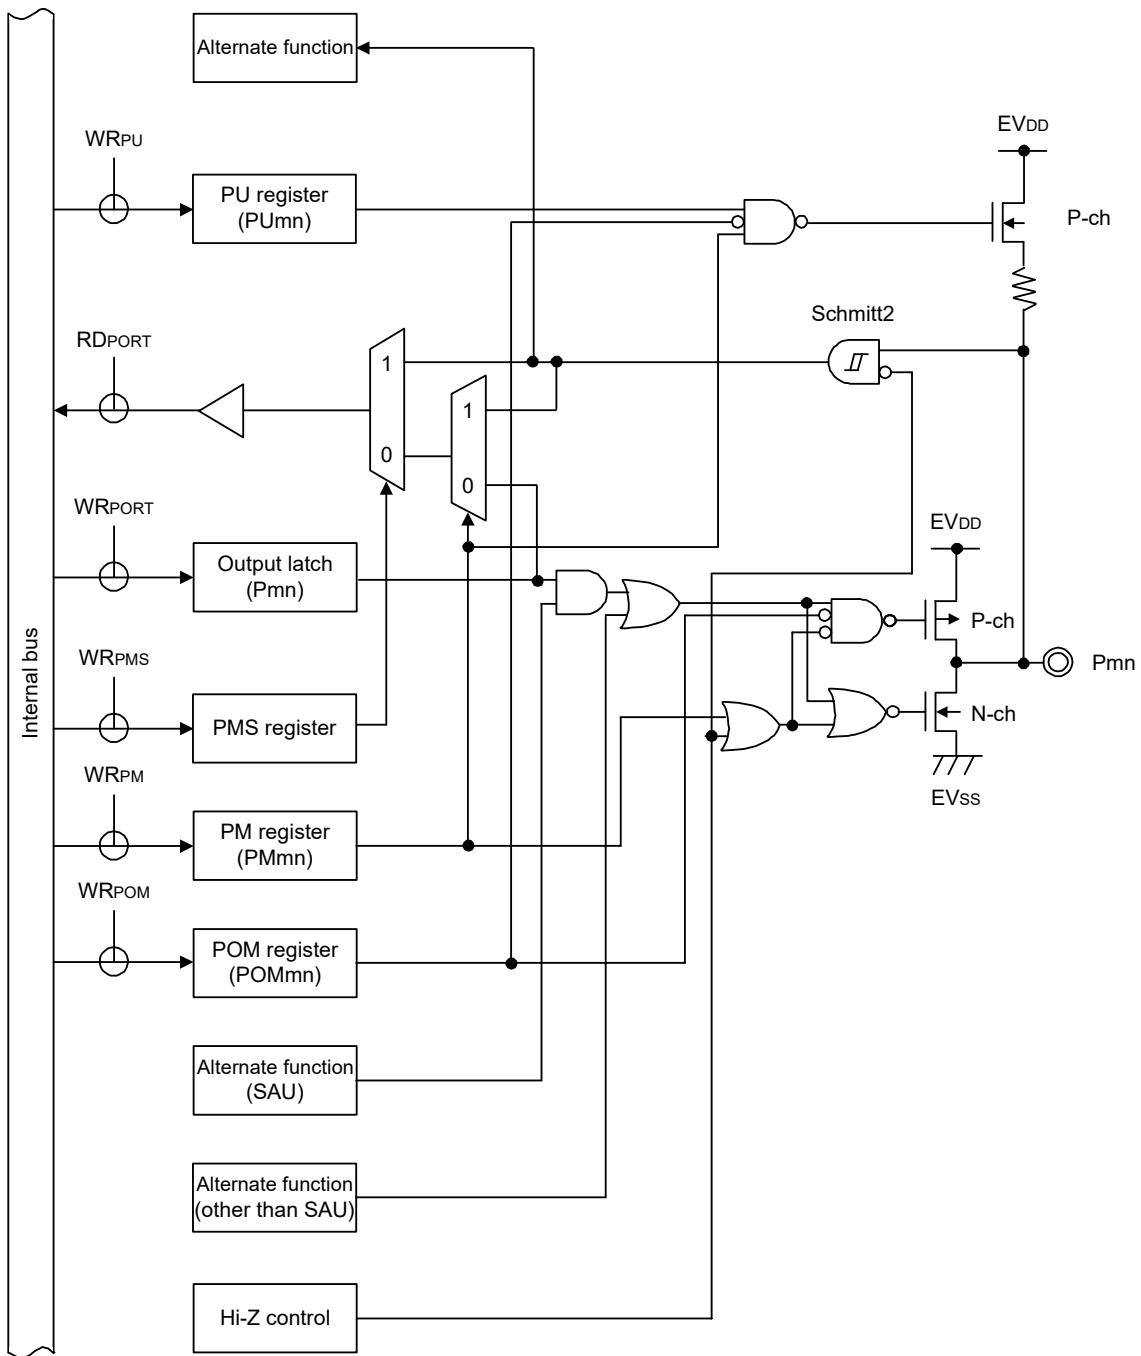 Alternate function
EVDD
WRPU
PU register
(PUmn)
P-ch
Schmitt2
RDPORT
1
1
0
0
WRPORT
EVDD
Output latch
(Pmn)
P-ch
Internal bus
WRPMS
Pmn
PMS register
N-ch
WRPM
EVSS
PM register
(PMmn)
WRPOM
POM register
(POMmn)
Alternate function
(SAU)
Alternate function
(other than SAU)
Hi-Z control